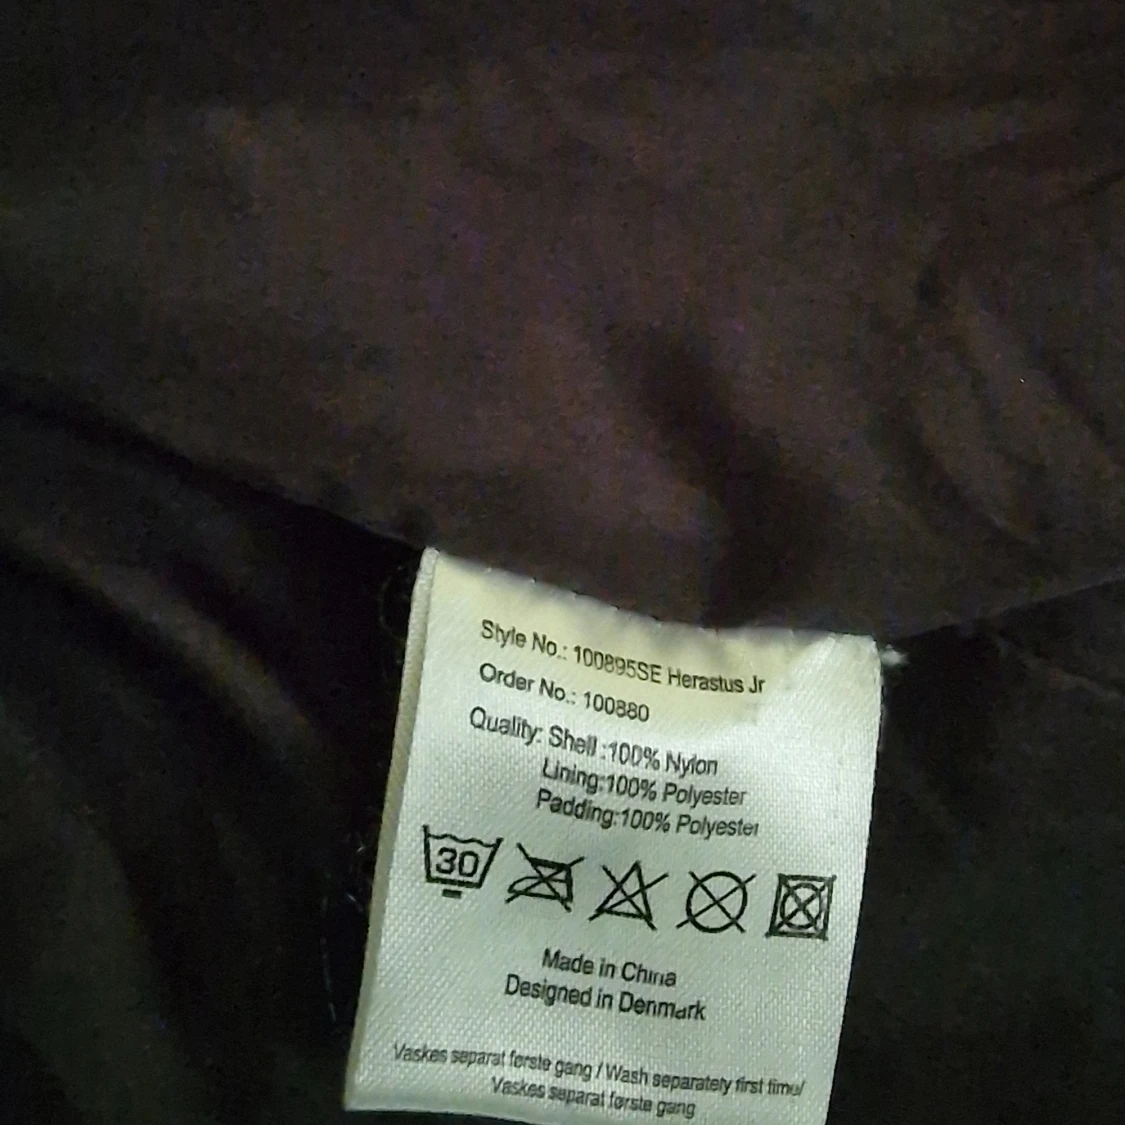 Style No.: 100895SE Herastus Jr
Order No.: 100880
Quality: Shell :100% Nylon
Lining:100% Polyester
Padding:100% Polyester
30
Made in China
Designed in Denmark
Vaskes separat første gang / Wash separately first time/
Vaskes separat første gang